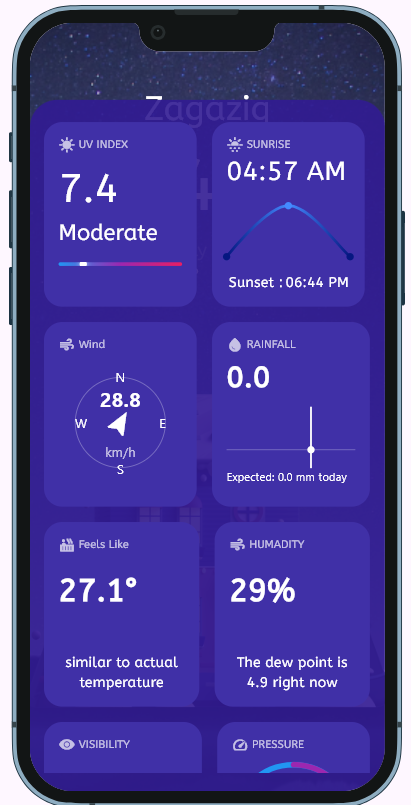 Zagazig
UV INDEX
7.4
Moderate
SUNRISE
04:57 AM
Sunset : 06:44 PM
Wind
N
28.8
W
E
km/h
S
RAINFALL
0.0
Expected: 0.0 mm today
Feels Like
27.1°
similar to actual
temperature
HUMADITY
29%
The dew point is
4.9 right now
VISIBILITY
PRESSURE